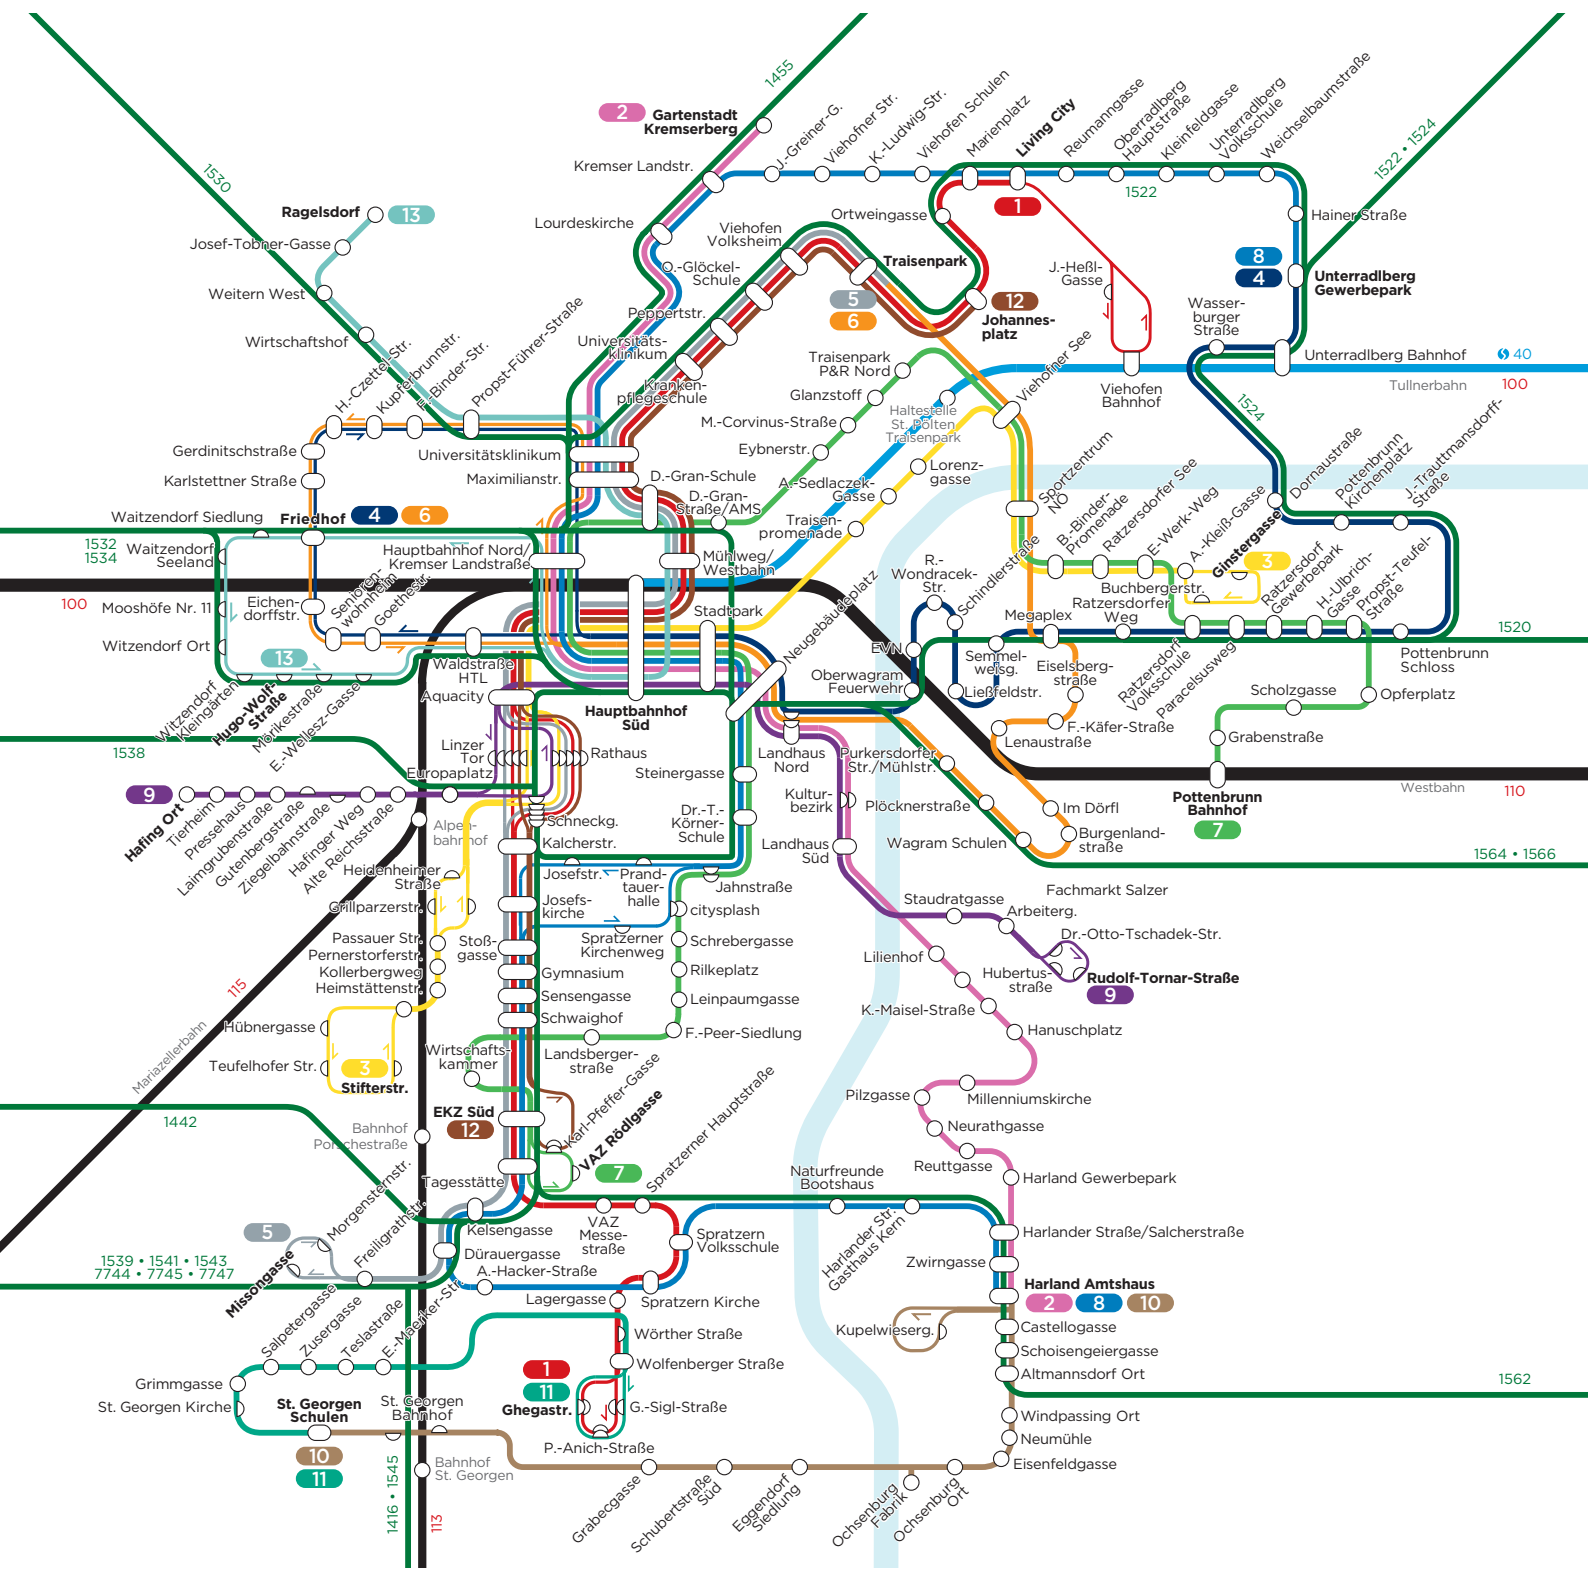 1455
2
Gartenstadt
Kremserberg
Kremser Landstr.
J.-Greiner-G.
Viehofner Str.
K.-Ludwig-Str.
Viehofen Schulen
Marienplatz
Living City
Reumanngasse
Oberradlberg
Hauptstraße
Kleinfeldgasse
Unterradlberg
Volksschule
Weichselbaumstraße
1522 • 1524
1522
1530
Ragelsdorf
13
Josef-Tobner-Gasse
Weitern West
Wirtschaftshof
Lourdeskirche
Viehofen
Volksheim
O.-Glöckel-
Schule
Peppertstr.
Universitäts-
klinikum
Kranken-
pflegeschule
Ortweingasse
1
Traisenpark
5
6
12
Johannes-
platz
J.-Heßl-
Gasse
Hainer Straße
8
4
Unterradlberg
Gewerbepark
Wasser-
burger
Straße
Unterradlberg Bahnhof
40
Tullnerbahn
100
Viehofen
Bahnhof
Viehofner See
1524
H.-Czettel-Str.
Kupferbrunnstr.
F.-Binder-Str.
Propst-Führer-Straße
Traisenpark
P&R Nord
Glanzstoff
M.-Corvinus-Straße
Eybnerstr.
Haltestelle
St. Pölten
Traisenpark
Gerdinitschstraße
Karlstettner Straße
Universitätsklinikum
Maximilianstr.
D.-Gran-Schule
D.-Gran-
Straße/AMS
A.-Sedlaczek-
Gasse
Lorenz-
gasse
Traisen-
promenade
Sportzentrum
NÖ
B.-Binder-
Promenade
Ratzersdorfer See
E-Werk-Weg
A.-Kleiß-Gasse
Ginstergasse
3
Dornaustraße
Pottenbrunn
Kirchenplatz
J.-Trauttmansdorff-
Straße
Waitzendorf Siedlung
Friedhof
4
6
1532
1534
Waitzendorf
Seeland
100
Mooshöfe Nr. 11
Witzendorf Ort
13
Eichen-
dorffstr.
Senioren-
wohnheim
Goethestr.
Hauptbahnhof Nord/
Kremser Landstraße
Mühlweg/
Westbahn
Stadtpark
Neugebäudeplatz
R.-
Wondracek-
Str.
Schindlerstraße
EVN
Oberwagram
Feuerwehr
Semmel-
weisg.
Ließfeldstr.
Megaplex
Buchbergerstr.
Ratzersdorfer
Weg
Ratzersdorf
Gewerbepark
H.-Ulbrich-
Gasse
Propst-Teufel-
Straße
1520
Pottenbrunn
Schloss
Ratzersdorf
Volksschule
Paracelsusweg
Eiselsberg-
straße
F.-Käfer-Straße
Lenaustraße
Scholzgasse
Opferplatz
Grabenstraße
Pottenbrunn
Bahnhof
7
Westbahn
110
Witzendorf
Kleingärten
Hugo-Wolf-
Straße
Mörikestraße
E.-Wellesz-Gasse
Waldstraße
HTL
Aquacity
Hauptbahnhof
Süd
1538
Linzer
Tor
Europaplatz
Rathaus
Steinergasse
Landhaus
Nord
Kultur-
bezirk
Landhaus
Süd
Purkersdorfer
Str./Mühlstr.
Plöcknerstraße
Wagram Schulen
Im Dörfl
Burgenland-
straße
1564 • 1566
9
Hafing Ort
Tierheim
Pressehaus
Laimgrubenstraße
Gutenbergstraße
Ziegelbahnstraße
Hafinger Weg
Alte Reichsstraße
Alpen-
bahnhof
Schneckg.
Kalcherstr.
Dr.-T.-
Körner-
Schule
Heidenheimer
Straße
Grillparzerstr.
Josefstr.
Prand-
tauer-
halle
Jahnstraße
Josefs-
kirche
citysplash
Spratzerner
Kirchenweg
Schrebergasse
Passauer Str.
Pernerstorferstr.
Kollerbergweg
Heimstättenstr.
Stoß-
gasse
Gymnasium
Sensengasse
Schwaighof
Rilkeplatz
Leinpaumgasse
F.-Peer-Siedlung
Fachmarkt Salzer
Staudratgasse
Arbeiterg.
Dr.-Otto-Tschadek-Str.
Hubertus-
straße
Rudolf-Tornar-Straße
9
Lilienhof
K.-Maisel-Straße
Hanuschplatz
115
Mariazellerbahn
Hübnergasse
Teufelhofer Str.
3
Stifterstr.
Wirtschafts-
kammer
Landsberger-
straße
Pilzgasse
Millenniumskirche
Neurathgasse
Reuttgasse
1442
EKZ Süd
12
Karl-Pfeffer-Gasse
VAZ Rödlgasse
7
Spratzerner Hauptstraße
Bahnhof
Porschestraße
Tagesstätte
Naturfreunde
Bootshaus
Harland Gewerbepark
Morgensternstr.
Freiligrathstr.
5
Missongasse
Kelsengasse
Dürauergasse
A.-Hacker-Straße
VAZ
Messe-
straße
Spratzern
Volksschule
Harlander Str.
Gasthaus Kern
Harlander Straße/Salcherstraße
Zwirngasse
1539 • 1541 • 1543
7744 • 7745 • 7747
Harland Amtshaus
2
8
10
Lagergasse
Spratzern Kirche
Salpetergasse
Zusergasse
Teslastraße
E.-Maerker-Str.
Wörther Straße
Wolfenberger Straße
Kupelwieserg.
Castellogasse
Schoisengeiergasse
Altmannsdorf Ort
1562
Grimmgasse
St. Georgen Kirche
St. Georgen
Schulen
10
11
St. Georgen
Bahnhof
1
11
Ghegastr.
G.-Sigl-Straße
P.-Anich-Straße
Windpassing Ort
Neumühle
Eisenfeldgasse
1416 • 1545
113
Bahnhof
St. Georgen
Grabecgasse
Schubertstraße
Süd
Eggendorf
Siedlung
Ochsenburg
Fabrik
Ochsenburg
Ort